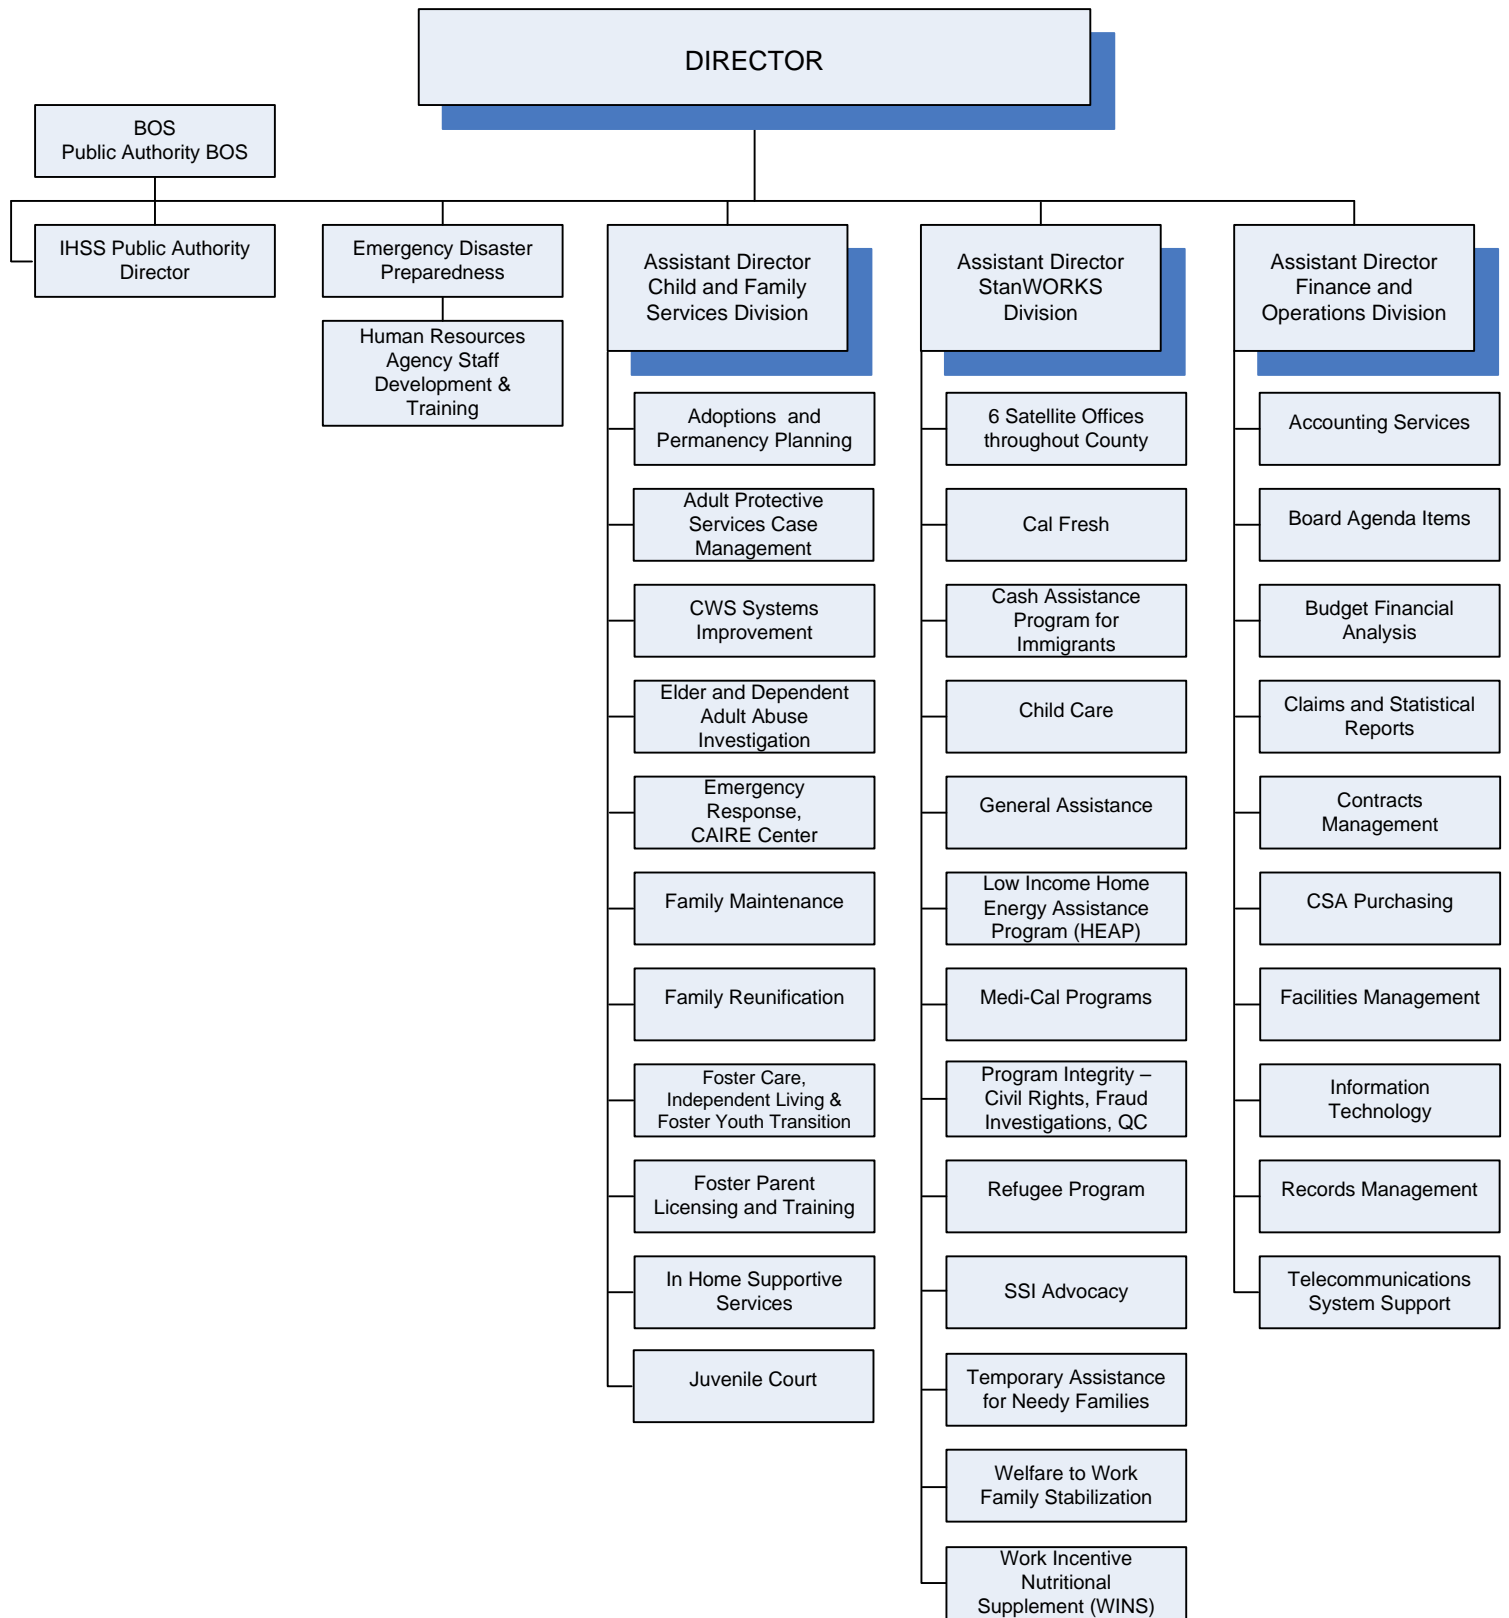 DIRECTOR
BOS
Public Authority BOS
IHSS Public Authority
Director
Emergency Disaster
Preparedness
Human Resources
Agency Staff
Development &
Training
Assistant Director
Child and Family
Services Division
Adoptions and
Permanency Planning
Adult Protective
Services Case
Management
CWS Systems
Improvement
Elder and Dependent
Adult Abuse
Investigation
Emergency
Response,
CAIRE Center
Family Maintenance
Family Reunification
Foster Care,
Independent Living &
Foster Youth Transition
Foster Parent
Licensing and Training
In Home Supportive
Services
Juvenile Court
Assistant Director
StanWORKS
Division
6 Satellite Offices
throughout County
Cal Fresh
Cash Assistance
Program for
Immigrants
Child Care
General Assistance
Low Income Home
Energy Assistance
Program (HEAP)
Medi-Cal Programs
Program Integrity –
Civil Rights, Fraud
Investigations, QC
Refugee Program
SSI Advocacy
Temporary Assistance
for Needy Families
Welfare to Work
Family Stabilization
Work Incentive
Nutritional
Supplement (WINS)
Assistant Director
Finance and
Operations Division
Accounting Services
Board Agenda Items
Budget Financial
Analysis
Claims and Statistical
Reports
Contracts
Management
CSA Purchasing
Facilities Management
Information
Technology
Records Management
Telecommunications
System Support